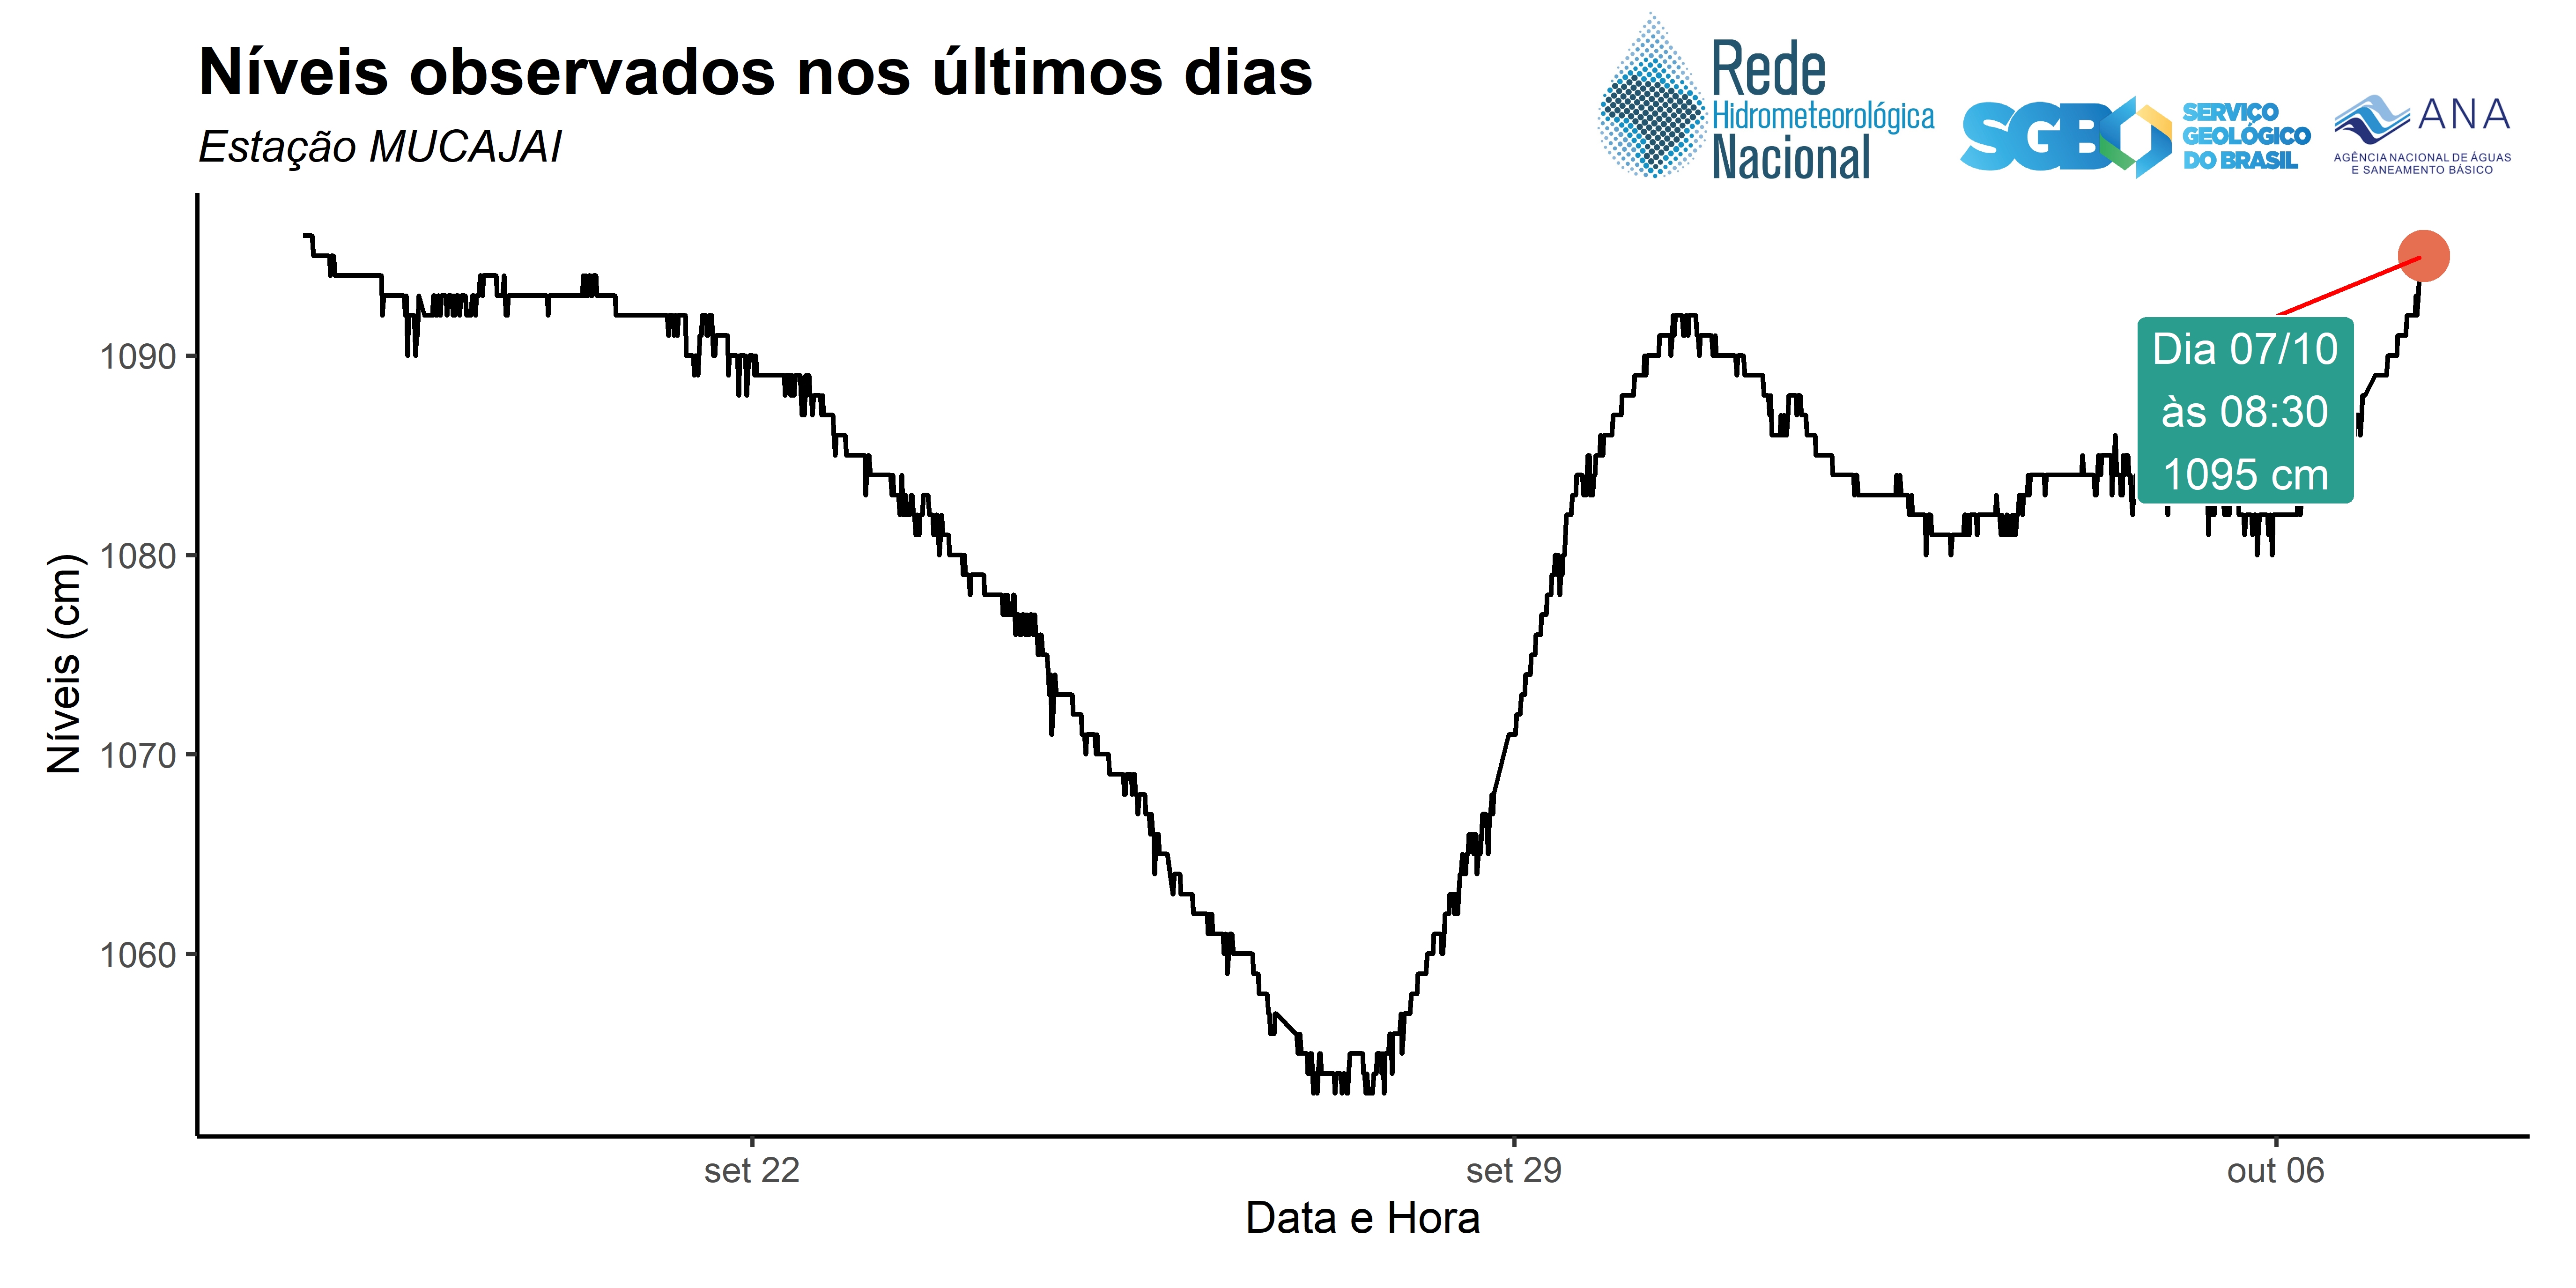 Níveis observados nos últimos dias
Estação MUCAJAI
Rede
Hidrometeorológica
Nacional
SGB
SERVIÇO
GEOLÓGICO
DO BRASIL
ANA
AGÊNCIA NACIONAL DE ÁGUAS
E SANEAMENTO BÁSICO
Níveis (cm)
1090
1080
1070
1060
Dia 07/10
às 08:30
1095 cm
set 22
set 29
out 06
Data e Hora